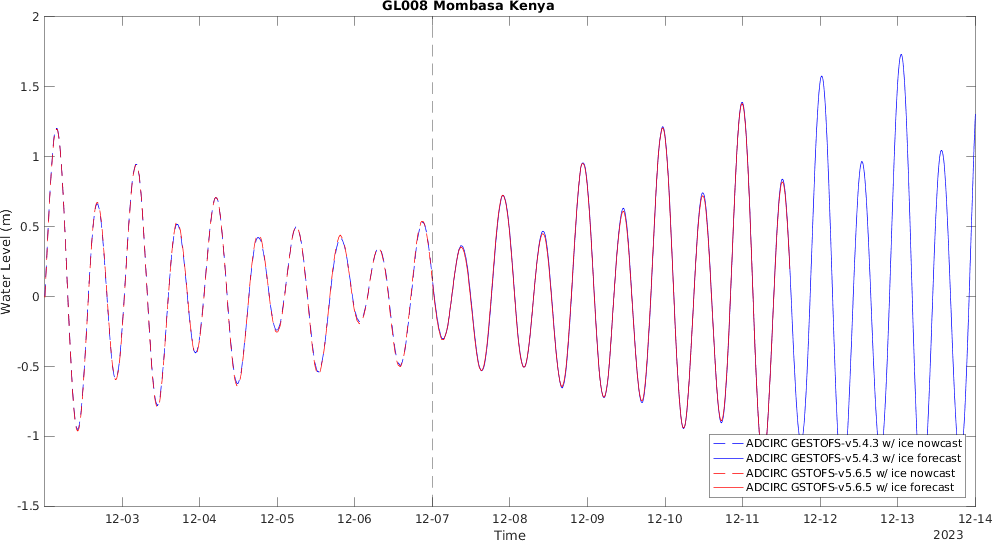 GL008 Mombasa Kenya
Water Level (m)
2
1.5
1
0.5
0
-0.5
-1
-1.5
ADCIRC GESTOFS-v5.4.3 w/ ice nowcast
ADCIRC GESTOFS-v5.4.3 w/ ice forecast
ADCIRC GSTOFS-v5.6.5 w/ ice nowcast
ADCIRC GSTOFS-v5.6.5 w/ ice forecast
12-03 12-04 12-05 12-06 12-07 12-08 12-09 12-10 12-11 12-12 12-13 12-14
Time
2023